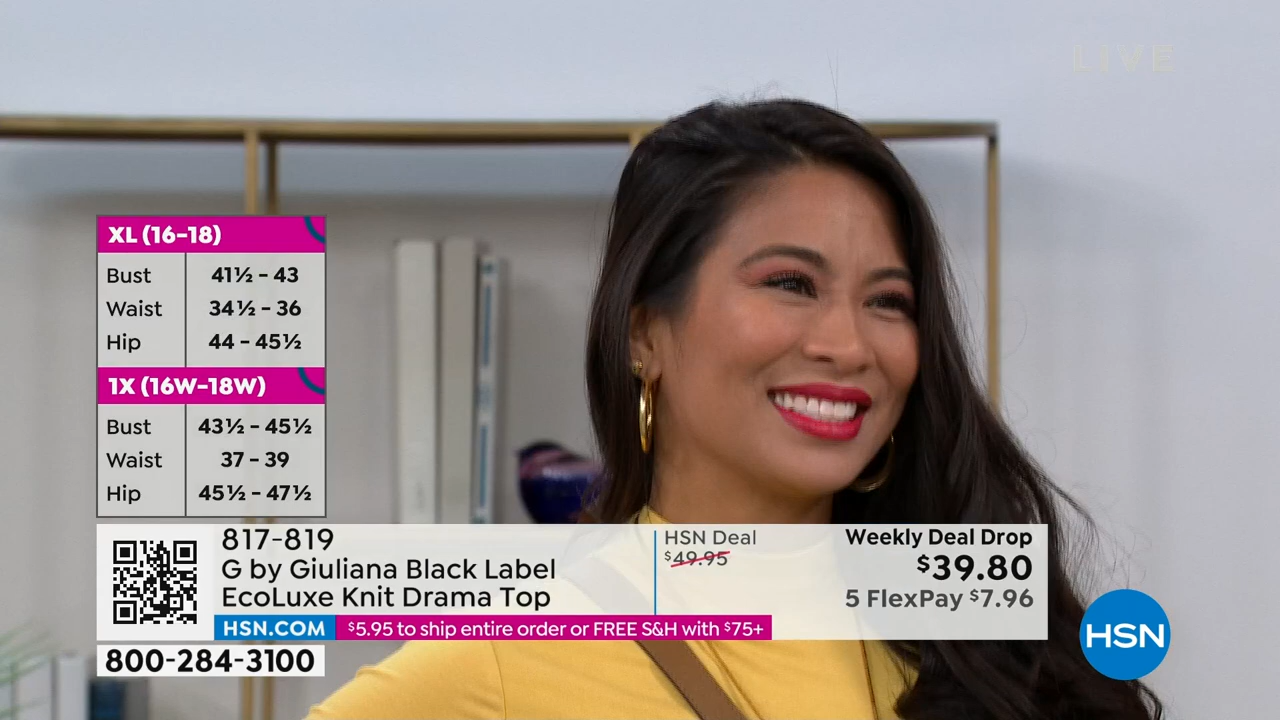 LIVE
XL (16-18)
Bust 41½ - 43
Waist 34½ - 36
Hip 44 - 45½
1X (16W-18W)
Bust 43½ - 45½
Waist 37 - 39
Hip 45½ - 47½
817-819
G by Giuliana Black Label
EcoLuxe Knit Drama Top
HSN Deal
$49.95
Weekly Deal Drop
$39.80
5 FlexPay $7.96
HSN.COM $5.95 to ship entire order or FREE S&H with $75+
800-284-3100
HSN